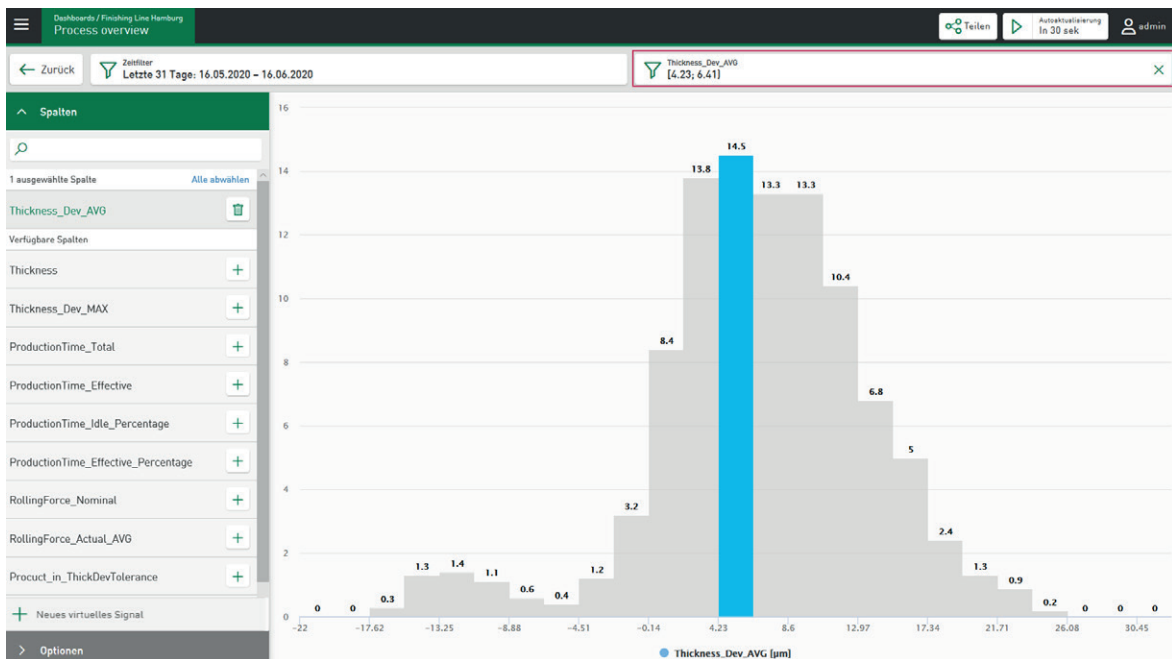 Dashboards / Finishing Line Hamburg
Process overview
Teilen
Autoaktualisierung
In 30 sek
admin
Zurück
Zeitfilter
Letzte 31 Tage: 16.05.2020 – 16.06.2020
Thickness_Dev_AVG
[4.23; 6.41)
Spalten
1 ausgewählte Spalte
Alle abwählen
Thickness_Dev_AVG
Verfügbare Spalten
Thickness
Thickness_Dev_MAX
ProductionTime_Total
ProductionTime_Effective
ProductionTime_Idle_Percentage
ProductionTime_Effective_Percentage
RollingForce_Nominal
RollingForce_Actual_AVG
Procuct_in_ThickDevTolerance
Neues virtuelles Signal
Optionen
16
14
12
10
8
6
4
2
0
0 0 0.3 1.3 1.4 1.1 0.6 0.4 1.2 3.2 8.4 13.8 14.5 13.3 13.3 10.4 6.8 5 2.4 1.3 0.9 0.2 0 0 0
-22 -17.62 -13.25 -8.88 -4.51 -0.14 4.23 8.6 12.97 17.34 21.71 26.08 30.45
Thickness_Dev_AVG [µm]